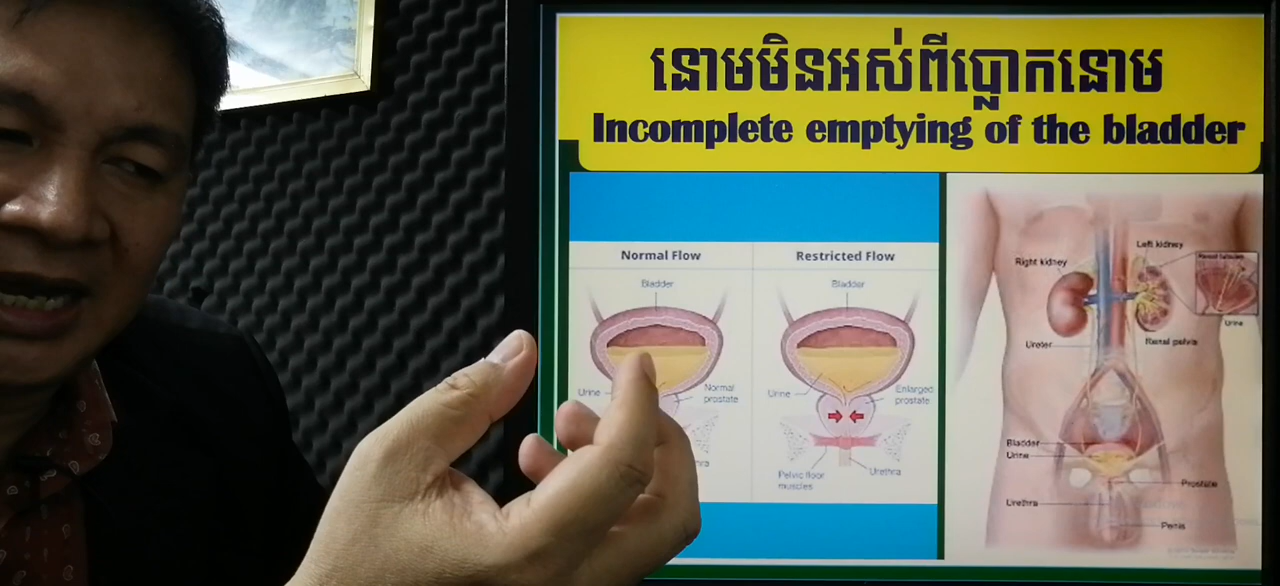 នោមមិនអស់ពីប្លោកនោម
Incomplete emptying of the bladder
Normal Flow
Restricted Flow
Bladder
Bladder
Urine
Normal
prostate
Urine
Enlarged
prostate
Pelvic floor
muscles
Urethra
Left kidney
Right kidney
Urine
Ureter
Renal pelvis
Bladder
Urine
Prostate
Urethra
Penis